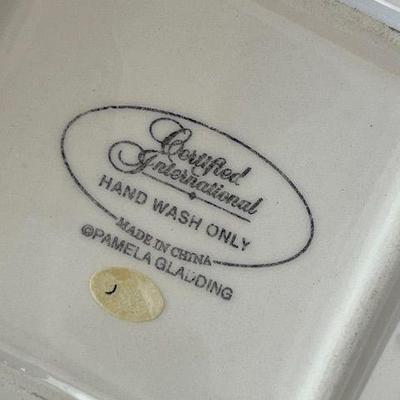 Certified
International
HAND WASH ONLY
MADE IN CHINA
©PAMELA GLADDING